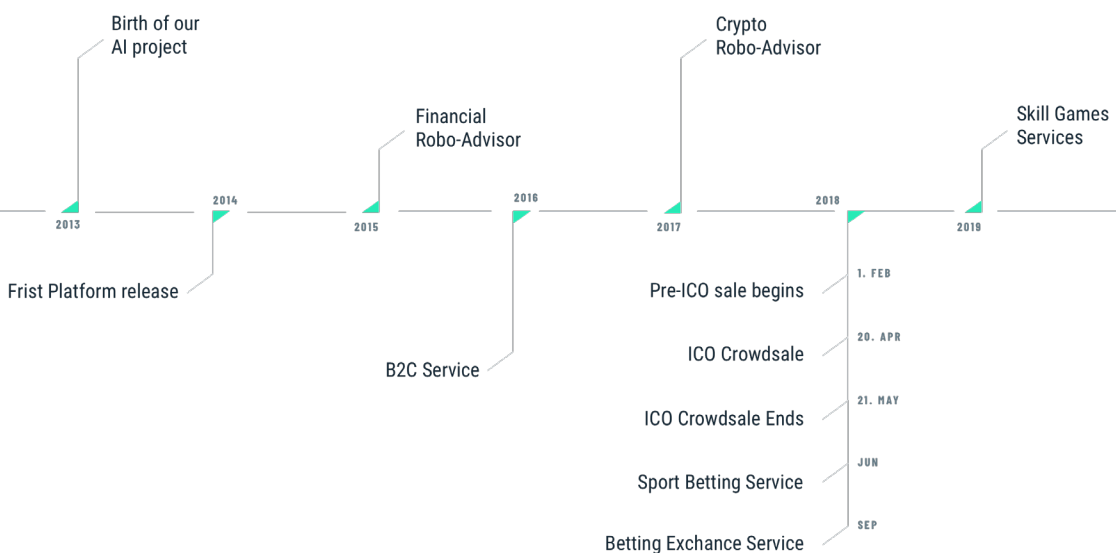 Birth of our
AI project
2013
2014
Frist Platform release
Financial
Robo-Advisor
2015
2016
B2C Service
Crypto
Robo-Advisor
2017
2018
1. FEB
Pre-ICO sale begins
20. APR
ICO Crowdsale
21. MAY
ICO Crowdsale Ends
JUN
Sport Betting Service
SEP
Betting Exchance Service
Skill Games
Services
2019